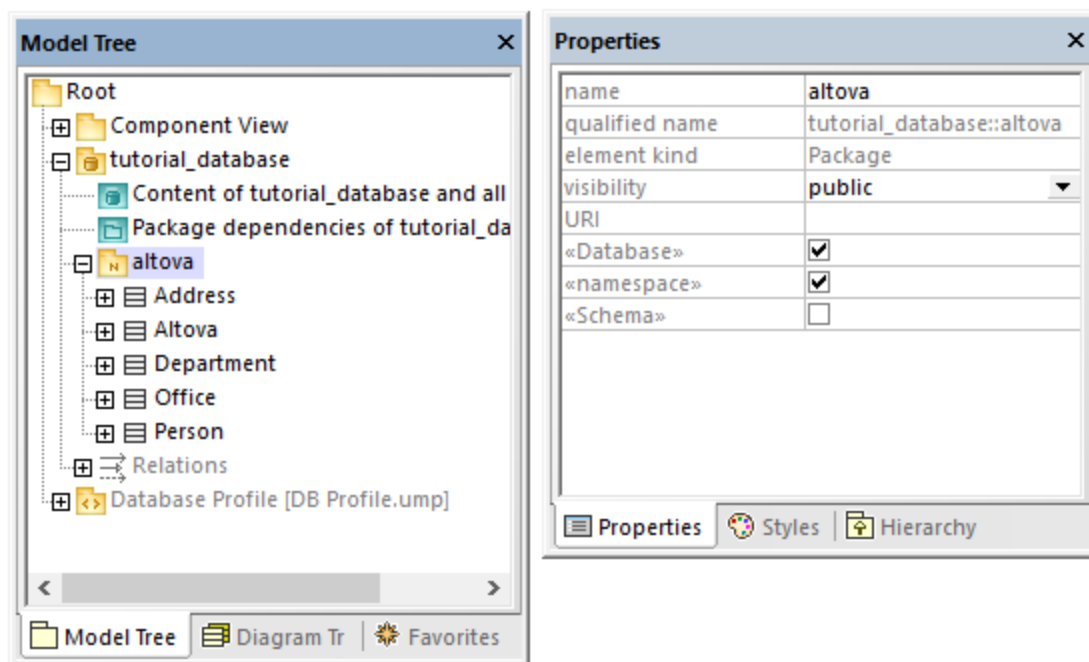 Model Tree
Root
Component View
tutorial_database
Content of tutorial_database and all
Package dependencies of tutorial_da
N altova
Address
Altova
Department
Office
Person
Relations
Database Profile [DB Profile.ump]
Model Tree Diagram Tr Favorites
Properties
name altova
qualified name tutorial_database::altova
element kind Package
visibility public
URI
«Database»
«namespace»
«Schema»
Properties Styles Hierarchy